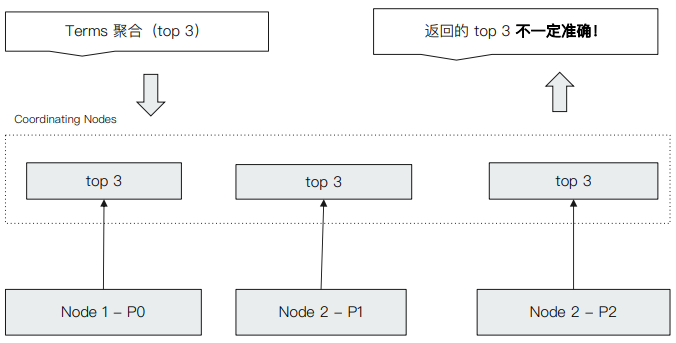 Terms 聚合（top 3）
返回的 top 3 不一定准确！
Coordinating Nodes
top 3
top 3
top 3
Node 1 – P0
Node 2 – P1
Node 2 – P2